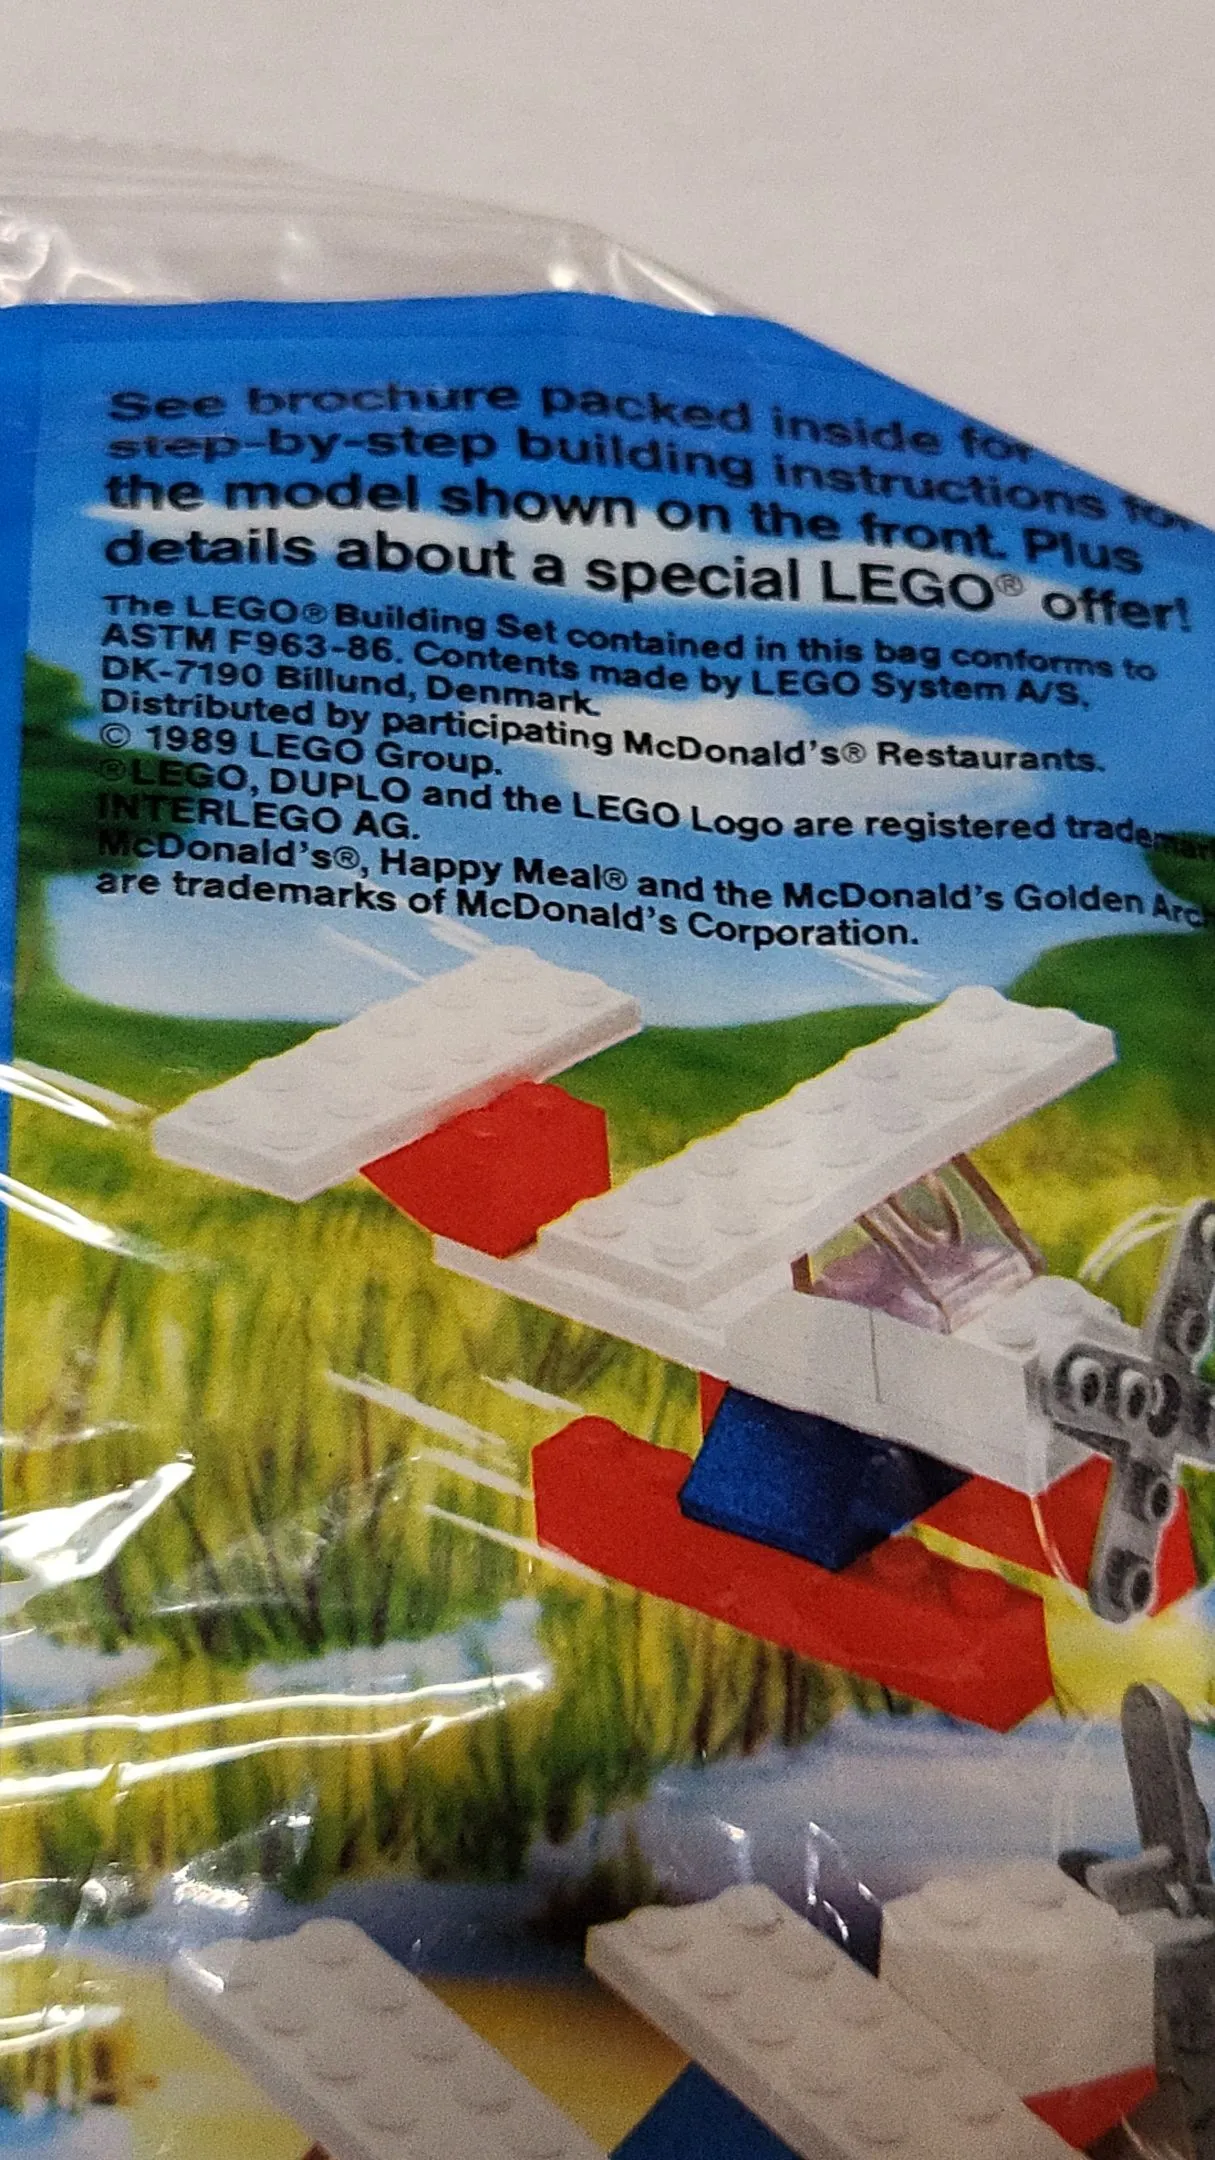 See brochure packed inside for
step-by-step building instructions for
the model shown on the front. Plus
details about a special LEGO® offer!
The LEGO® Building Set contained in this bag conforms to
ASTM F963-86. Contents made by LEGO System A/S.
DK-7190 Billund, Denmark.
Distributed by participating McDonald's® Restaurants.
© 1989 LEGO Group.
®LEGO, DUPLO and the LEGO Logo are registered
INTERLEGO AG.
McDonald's®, Happy Meal® and the McDonald's Golden
are trademarks of McDonald's Corporation.